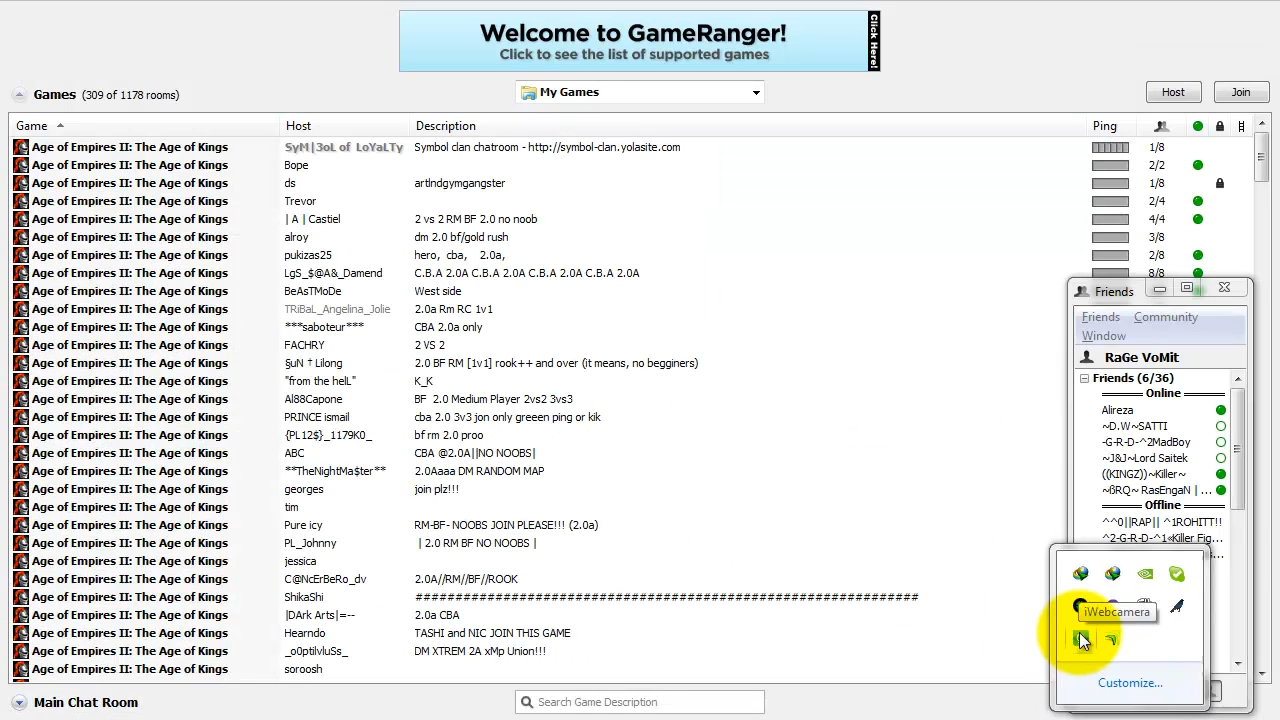 Welcome to GameRanger!
Click to see the list of supported games
Click Here!
Games (309 of 1178 rooms)
My Games
Host Join
Game Host Description Ping
Age of Empires II: The Age of Kings SyM|3oL of LoYaLTy Symbol clan chatroom - http://symbol-clan.yolasite.com 1/8
Age of Empires II: The Age of Kings Bope 2/2
Age of Empires II: The Age of Kings ds artIndgymgangster 1/8
Age of Empires II: The Age of Kings Trevor 2/4
Age of Empires II: The Age of Kings | A | Castiel 2 vs 2 RM BF 2.0 no noob 4/4
Age of Empires II: The Age of Kings alroy dm 2.0 bf/gold rush 3/8
Age of Empires II: The Age of Kings pukizas25 hero, cba, 2.0a, 2/8
Age of Empires II: The Age of Kings LgS_$@A&_Damend C.B.A 2.0A C.B.A 2.0A C.B.A 2.0A C.B.A 2.0A 8/8
Age of Empires II: The Age of Kings BeAsTMoDe West side
Age of Empires II: The Age of Kings TRiBaL_Angelina_Jolie 2.0a Rm RC 1v1
Age of Empires II: The Age of Kings ***saboteur*** CBA 2.0a only
Age of Empires II: The Age of Kings FACHRY 2 VS 2
Age of Empires II: The Age of Kings §uN † Lilong 2.0 BF RM [1v1] rook++ and over (it means, no begginers)
Age of Empires II: The Age of Kings "from the helL" K_K
Age of Empires II: The Age of Kings Al88Capone BF 2.0 Medium Player 2vs2 3vs3
Age of Empires II: The Age of Kings PRINCE ismail cba 2.0 3v3 jon only greeen ping or kik
Age of Empires II: The Age of Kings {PL12$}_1179K0_ bf rm 2.0 proo
Age of Empires II: The Age of Kings ABC CBA @2.0A||NO NOOBS|
Age of Empires II: The Age of Kings **TheNightMa$ter** 2.0Aaaa DM RANDOM MAP
Age of Empires II: The Age of Kings georges join plz!!!
Age of Empires II: The Age of Kings tim
Age of Empires II: The Age of Kings Pure icy RM-BF- NOOBS JOIN PLEASE!!! (2.0a)
Age of Empires II: The Age of Kings PL_Johnny | 2.0 RM BF NO NOOBS |
Age of Empires II: The Age of Kings jessica
Age of Empires II: The Age of Kings C@NcErBeRo_dv 2.0A//RM//BF//ROOK
Age of Empires II: The Age of Kings ShikaShi ###############################################################
Age of Empires II: The Age of Kings |DArk Arts|=-- 2.0a CBA
Age of Empires II: The Age of Kings Hearndo TASHI and NIC JOIN THIS GAME
Age of Empires II: The Age of Kings _o0ptilvluSs_ DM XTREM 2A xMp Union!!!
Age of Empires II: The Age of Kings soroosh
Main Chat Room
Search Game Description
Friends
Friends Community
Window
RaGe VoMit
Friends (6/36)
Online
Alireza
~D.W~SATTI
-G-R-D-^2MadBoy
~J&J~Lord Saitek
((KINGZ))~Killer~
~ßRQ~ RasEngaN | ...
Offline
^^0||RAP|| ^1ROHITT!!
^2-G-R-D-^1«Killer Fig...
iWebcamera
Customize...